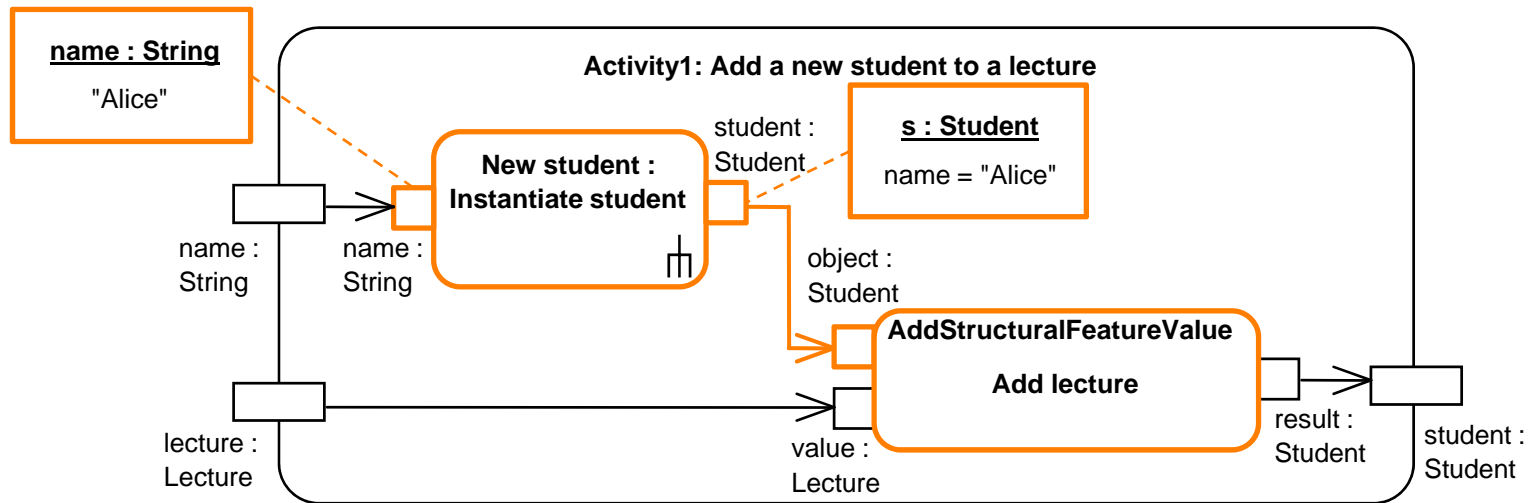 name : String
"Alice"
Activity1: Add a new student to a lecture
student :
Student
s : Student
name = "Alice"
New student :
Instantiate student
name :
String
name :
String
object :
Student
AddStructuralFeatureValue
Add lecture
lecture :
Lecture
value :
Lecture
result :
Student
student :
Student